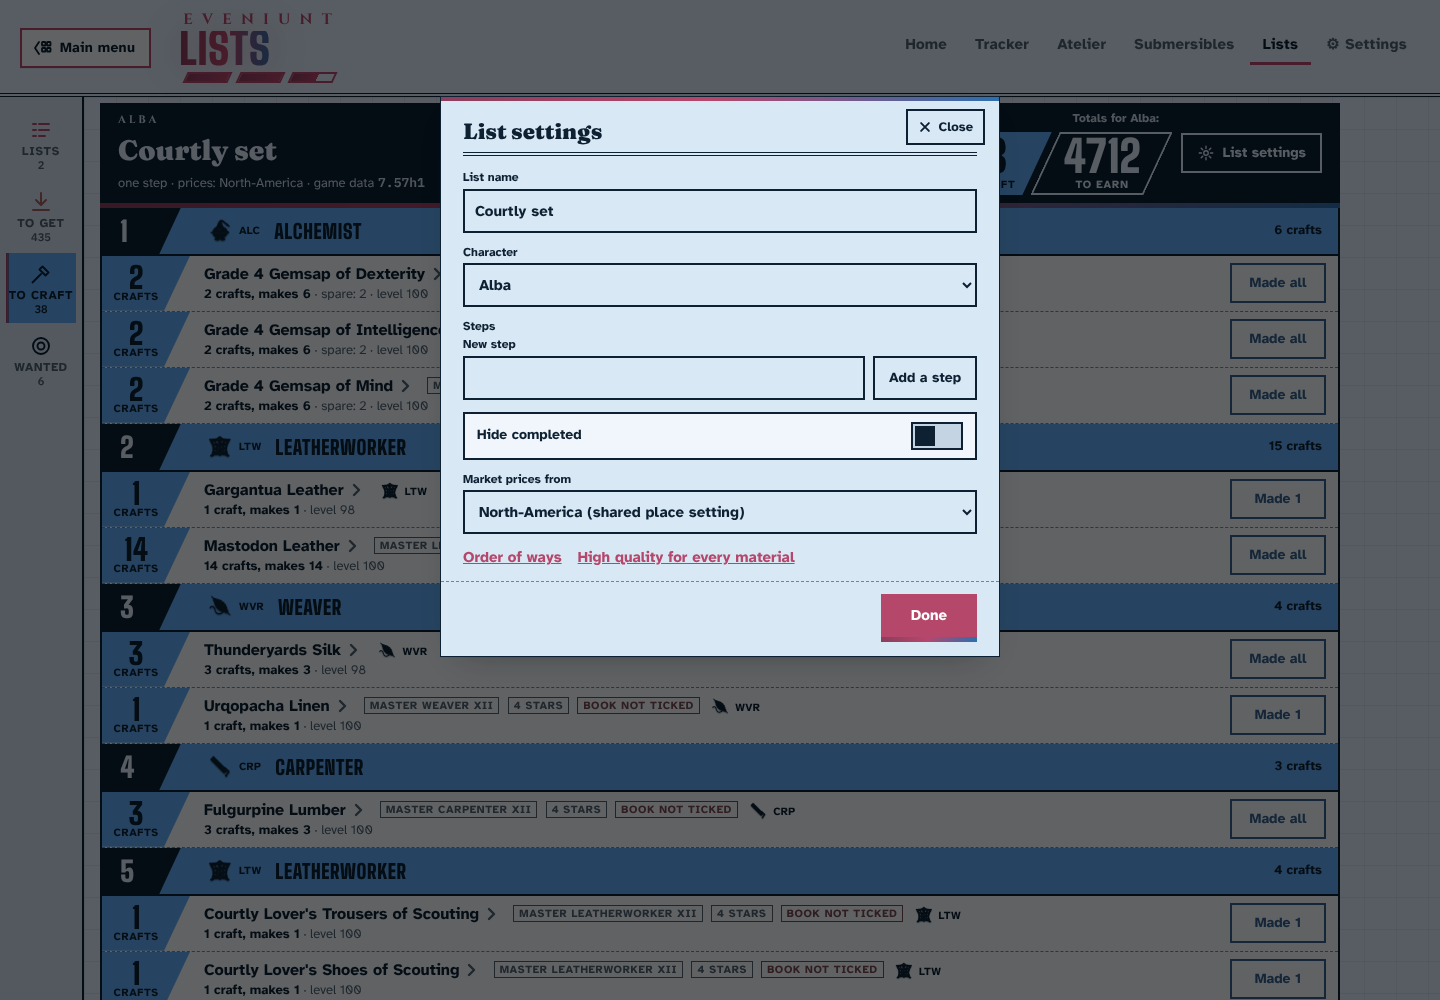 Main menu
EVENIUNT
LISTS
Home
Tracker
Atelier
Submersibles
Lists
Settings
LISTS
2
TO GET
435
TO CRAFT
38
WANTED
6
ALBA
Courtly set
one step · prices: North-America · game data 7.57h1
Totals for Alba:
4712
TO EARN
List settings
List settings
Close
List name
Courtly set
Character
Alba
Steps
New step
Add a step
Hide completed
Market prices from
North-America (shared place setting)
Order of ways
High quality for every material
Done
1
ALC
ALCHEMIST
6 crafts
2
CRAFTS
Grade 4 Gemsap of Dexterity
2 crafts, makes 6 · spare: 2 · level 100
Made all
2
CRAFTS
Grade 4 Gemsap of Intelligence
2 crafts, makes 6 · spare: 2 · level 100
Made all
2
CRAFTS
Grade 4 Gemsap of Mind
2 crafts, makes 6 · spare: 2 · level 100
Made all
2
LTW
LEATHERWORKER
15 crafts
1
CRAFTS
Gargantua Leather
LTW
1 craft, makes 1 · level 98
Made 1
14
CRAFTS
Mastodon Leather
MASTER
14 crafts, makes 14 · level 100
Made all
3
WVR
WEAVER
4 crafts
3
CRAFTS
Thunderyards Silk
WVR
3 crafts, makes 3 · level 98
Made all
1
CRAFTS
Urqopacha Linen
MASTER WEAVER XII
4 STARS
BOOK NOT TICKED
WVR
1 craft, makes 1 · level 100
Made 1
4
CRP
CARPENTER
3 crafts
3
CRAFTS
Fulgurpine Lumber
MASTER CARPENTER XII
4 STARS
BOOK NOT TICKED
CRP
3 crafts, makes 3 · level 100
Made all
5
LTW
LEATHERWORKER
4 crafts
1
CRAFTS
Courtly Lover's Trousers of Scouting
MASTER LEATHERWORKER XII
4 STARS
BOOK NOT TICKED
LTW
1 craft, makes 1 · level 100
Made 1
1
CRAFTS
Courtly Lover's Shoes of Scouting
MASTER LEATHERWORKER XII
4 STARS
BOOK NOT TICKED
LTW
1 craft, makes 1 · level 100
Made 1